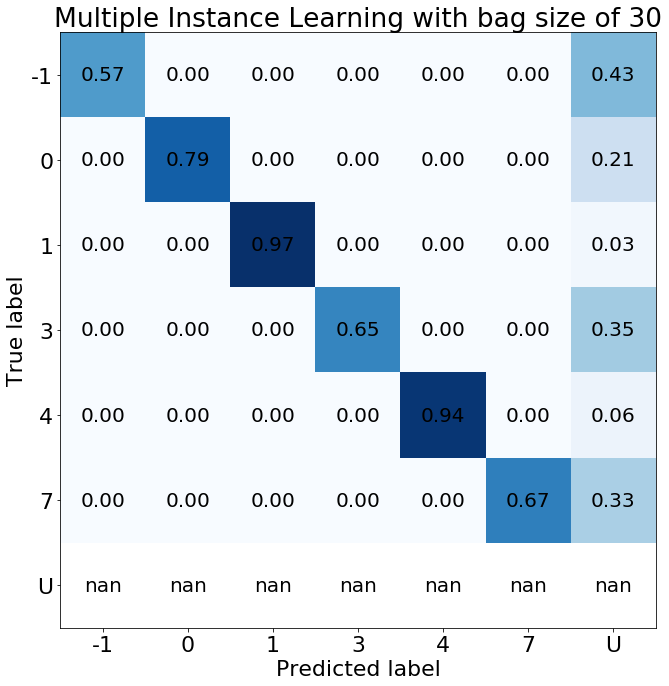 Multiple Instance Learning with bag size of 30
-1 0.57 0.00 0.00 0.00 0.00 0.00 0.43
0 0.00 0.79 0.00 0.00 0.00 0.00 0.21
1 0.00 0.00 0.97 0.00 0.00 0.00 0.03
3 0.00 0.00 0.00 0.65 0.00 0.00 0.35
4 0.00 0.00 0.00 0.00 0.94 0.00 0.06
7 0.00 0.00 0.00 0.00 0.00 0.67 0.33
U nan nan nan nan nan nan nan
-1 0 1 3 4 7 U
True label
Predicted label